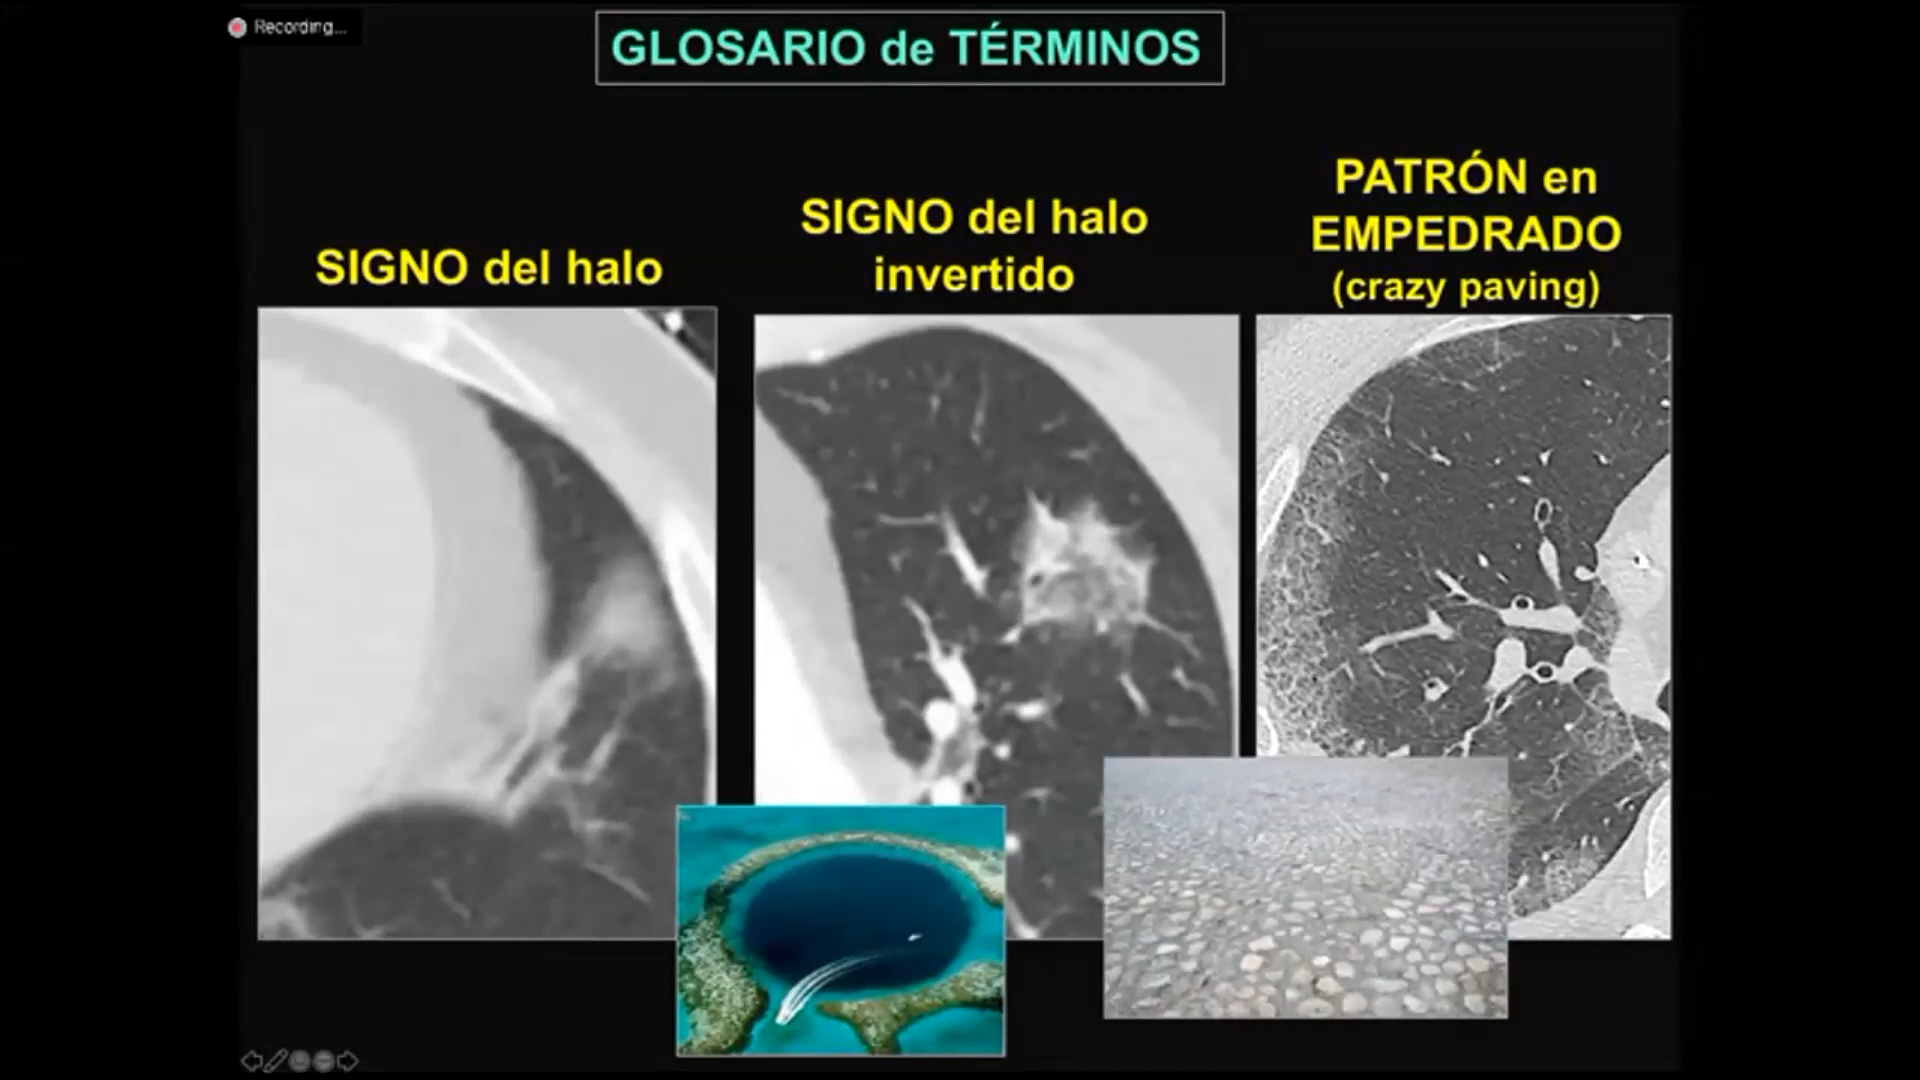 Recording...
GLOSARIO de TÉRMINOS
SIGNO del halo
SIGNO del halo
invertido
PATRÓN en
EMPEDRADO
(crazy paving)